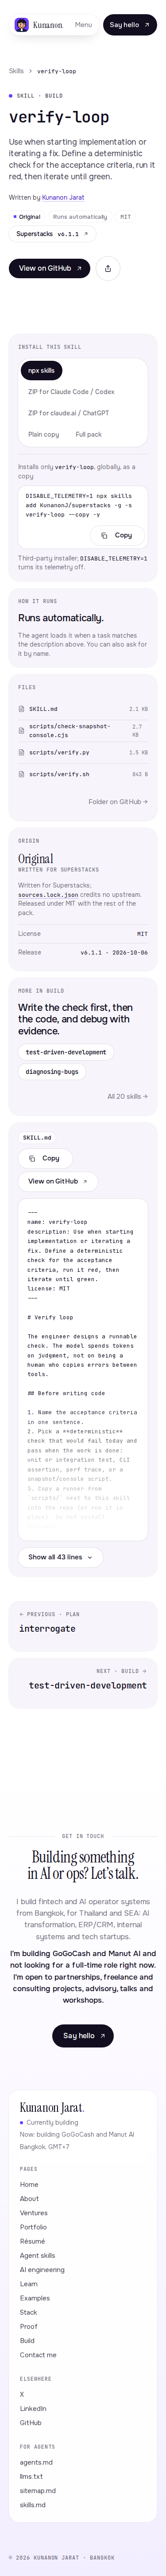 Kunanon
Menu
Say hello ↗
Skills > verify-loop
SKILL · BUILD
verify-loop
Use when starting implementation or
iterating a fix. Define a deterministic
check for the acceptance criteria, run it
red, then iterate until green.
Written by Kunanon Jarat
Original
Runs automatically
MIT
Superskills v6.1.1 ↗
View on GitHub ↗
INSTALL THIS SKILL
npx skills
ZIP for Claude Code / Codex
ZIP for claude.ai / ChatGPT
Plain copy
Full pack
Installs only verify-loop, globally, as a
copy
DISABLE_TELEMETRY=1 npx skills
add KunanonJ/superskills -g -s
verify-loop --copy -y
Copy
Third-party installer; DISABLE_TELEMETRY=1
turns its telemetry off.
HOW IT RUNS
Runs automatically.
The agent loads it when a task matches
the description above. You can also ask for
it by name.
FILES
SKILL.md 2.1 KB
scripts/check-snapshot-
console.cjs 2.7
KB
scripts/verify.py 1.5 KB
scripts/verify.sh 843 B
Folder on GitHub →
ORIGIN
Original
WRITTEN FOR SUPERSKILLS
Written for Superskills;
sources.lock.json credits no upstream.
Released under MIT with the rest of the
pack.
License MIT
Release v6.1.1 · 2026-10-06
MORE IN BUILD
Write the check first, then
the code, and debug with
evidence.
test-driven-development
diagnosing-bugs
All 20 skills →
SKILL.md
Copy
View on GitHub ↗
---
name: verify-loop
description: Use when starting
implementation or iterating a
fix. Define a deterministic
check for the acceptance
criteria, run it red, then
iterate until green.
license: MIT
---
# Verify loop
The engineer designs a runnable
check. The model spends tokens
on judgment, not on being a
human who copies errors between
tools.
## Before writing code
1. Name the acceptance criteria
in one sentence.
2. Pick a **deterministic**
check that would fail today and
pass when the work is done:
unit or integration test, CLI
assertion, perf trace, or a
snapshot/console script.
3. Copy a runner from
`scripts/` next to this skill
into the repo (or run it in
Show all 43 lines
← PREVIOUS · PLAN
interrogate
NEXT · BUILD →
test-driven-development
GET IN TOUCH
Building something
in AI or ops? Let's talk.
I build fintech and AI operator systems
from Bangkok, for Thailand and SEA: AI
transformation, ERP/CRM, internal
systems and tech startups.
I'm building GoGoCash and Manut AI and
not looking for a full-time role right now.
I'm open to partnerships, freelance and
consulting projects, advisory, talks and
workshops.
Say hello ↗
Kunanon Jarat.
Currently building
Now: building GoGoCash and Manut AI
Bangkok, GMT+7
PAGES
Home
About
Ventures
Portfolio
Résumé
Agent skills
AI engineering
Learn
Examples
Stack
Proof
Build
Contact me
ELSEWHERE
X
LinkedIn
GitHub
FOR AGENTS
agents.md
llms.txt
sitemap.md
skills.md
© 2026 KUNANON JARAT · BANGKOK